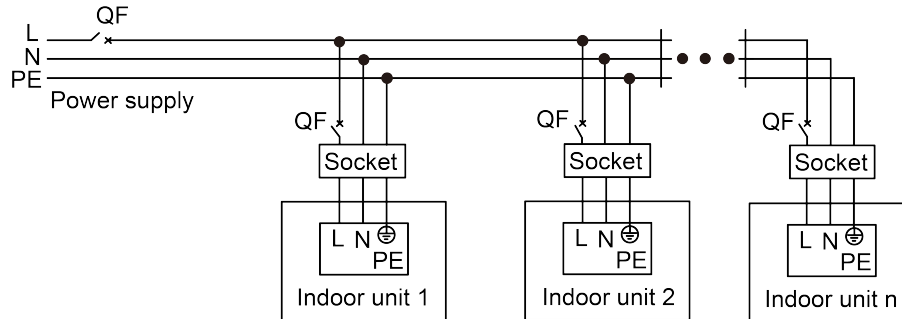 QF
L
N
PE
Power supply
QF
QF
QF
Socket
Socket
Socket
L N
PE
L N
PE
L N
PE
Indoor unit 1
Indoor unit 2
Indoor unit n